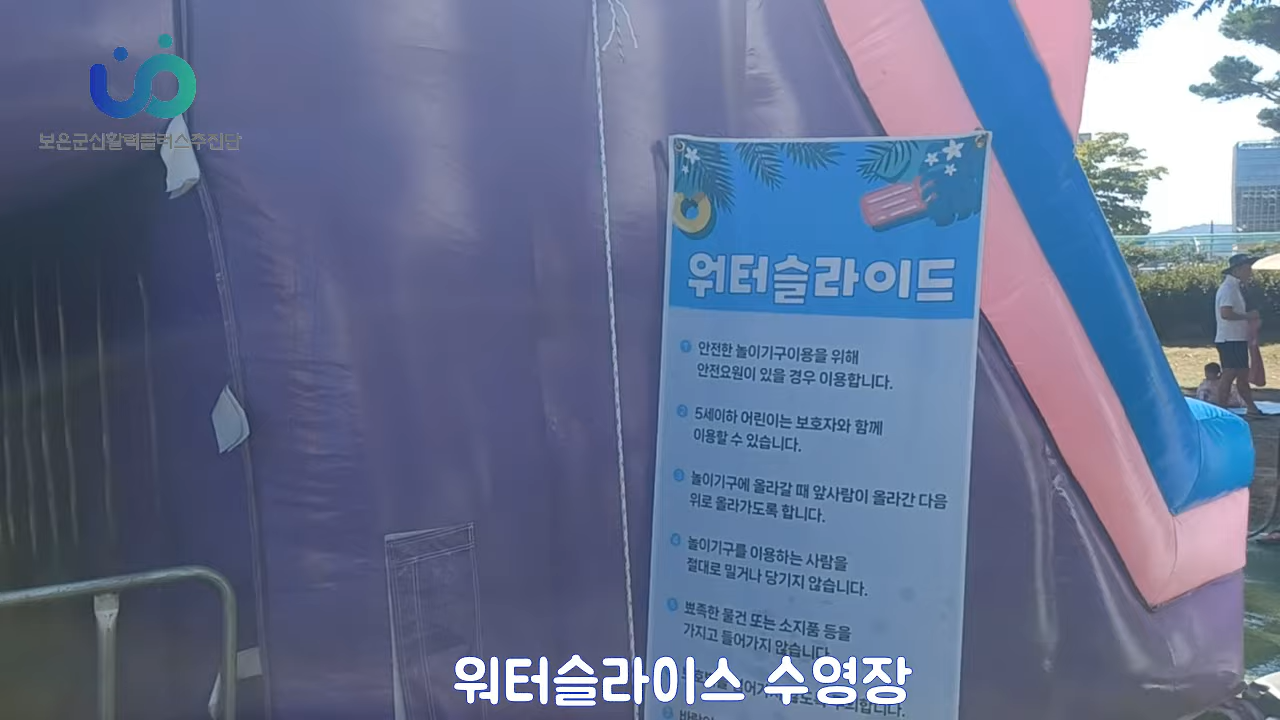 보은군신활력플러스추진단
워터슬라이드
1 안전한 놀이기구이용을 위해
안전요원이 있을 경우 이용합니다.
2 5세이하 어린이는 보호자와 함께
이용할 수 있습니다.
3 놀이기구에 올라갈 때 앞사람이 올라간 다음
위로 올라가도록 합니다.
4 놀이기구를 이용하는 사람을
절대로 밀거나 당기지 않습니다.
5 뾰족한 물건 또는 소지품 등을
가지고 들어가지 않습니다.
워터슬라이스 수영장